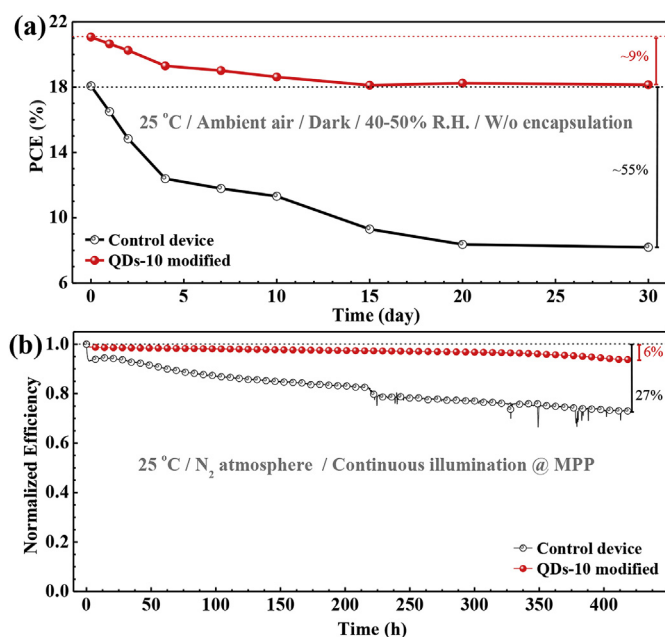 (a)
22
18
14
10
6
PCE (%)
~9%
25 °C / Ambient air / Dark / 40-50% R.H. / W/o encapsulation
~55%
Control device
QDs-10 modified
0 5 10 15 20 25 30
Time (day)
(b)
1.0
0.8
0.6
0.4
0.2
0.0
Normalized Efficiency
6%
27%
25 °C / N₂ atmosphere / Continuous illumination @ MPP
Control device
QDs-10 modified
0 50 100 150 200 250 300 350 400
Time (h)